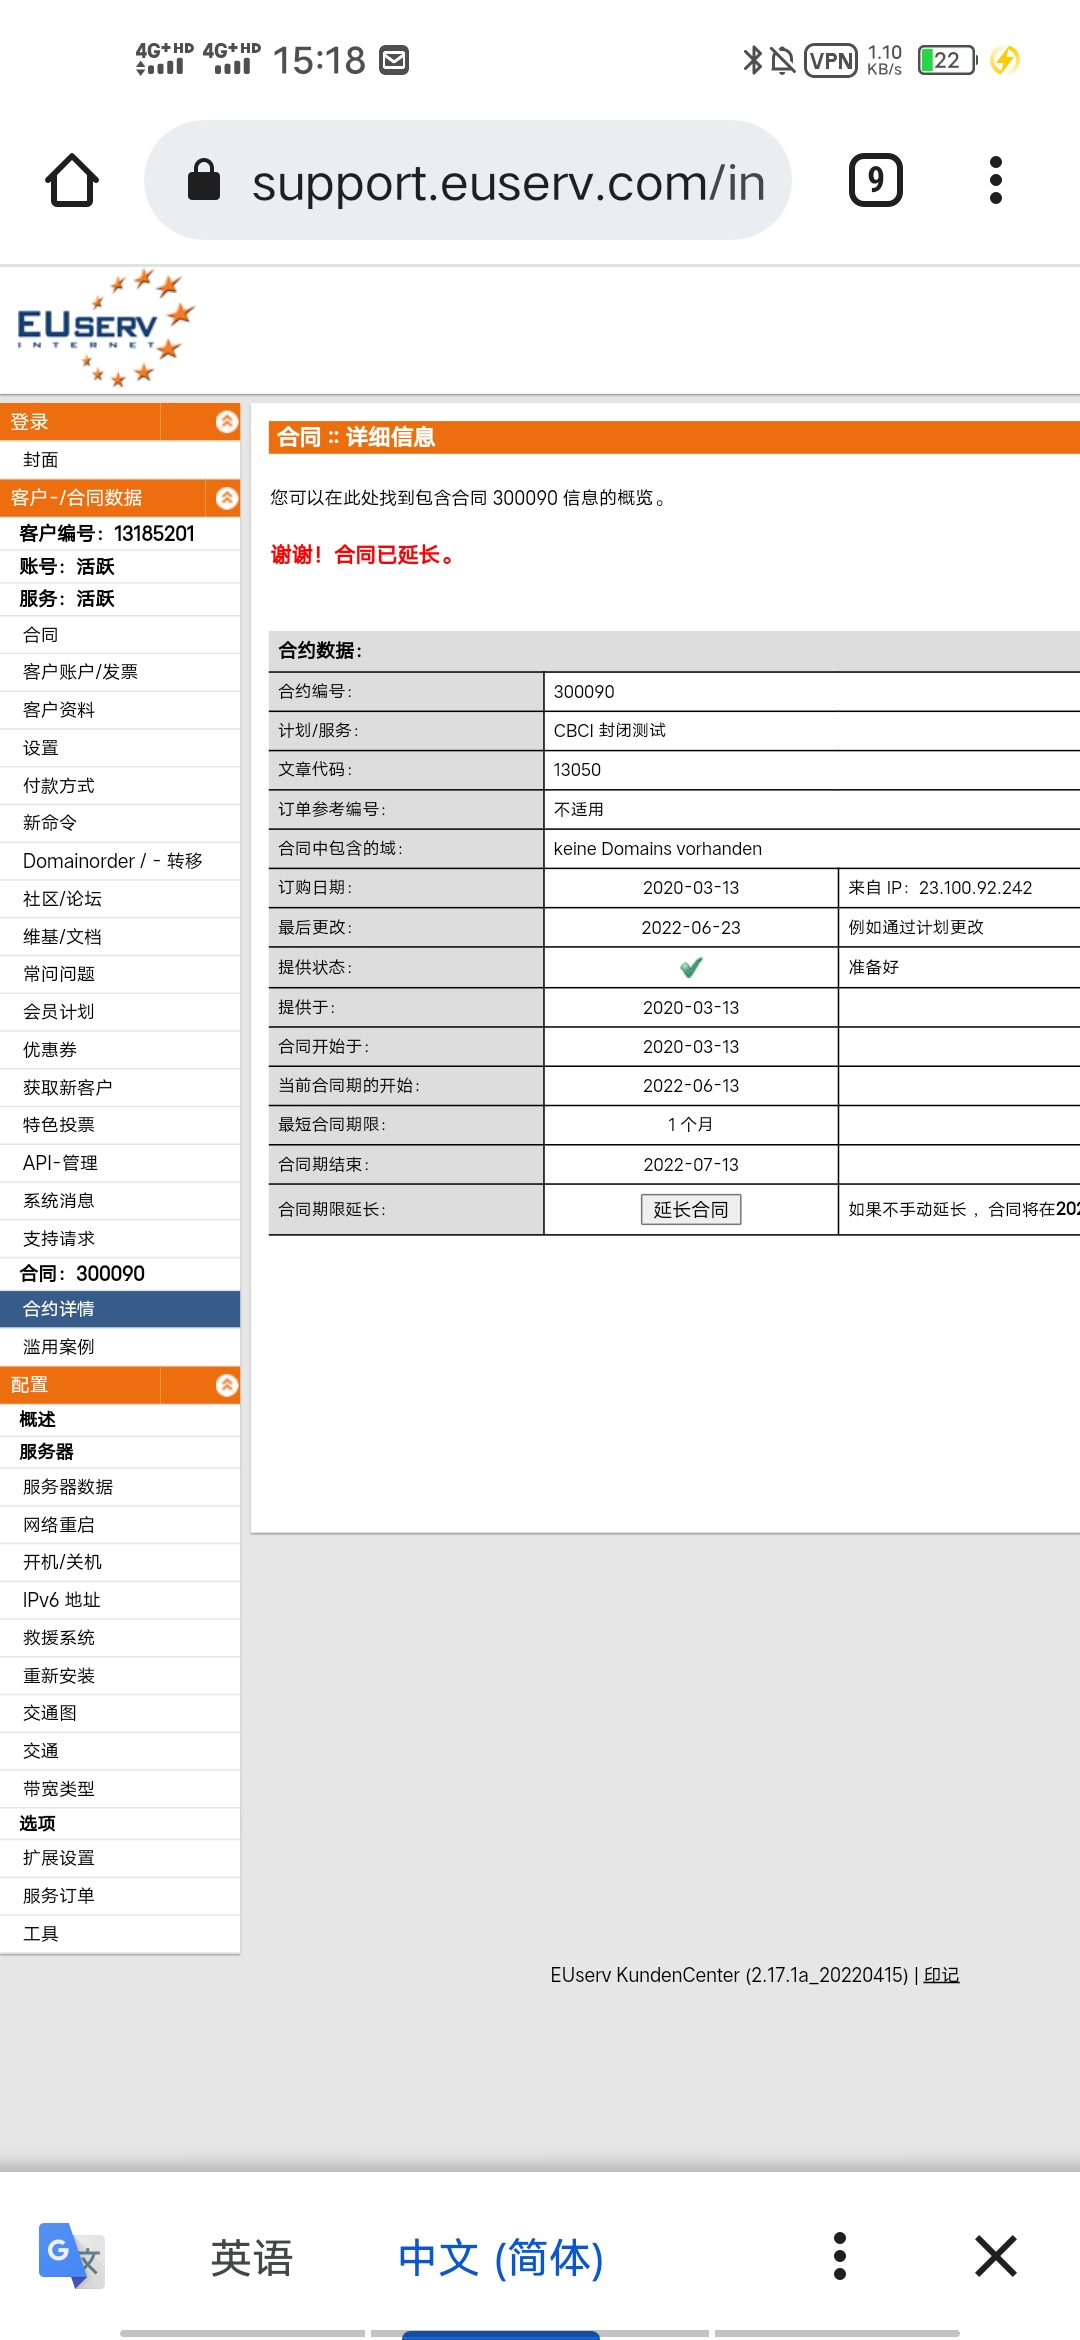 4G+HD 4G+HD 15:18 VPN 1.10 KB/s 22
support.euserv.com/in 9
EUSERV
INTERNET
登录
封面
客户-/合同数据
客户编号：13185201
账号：活跃
服务：活跃
合同
客户账户/发票
客户资料
设置
付款方式
新命令
Domainorder / - 转移
社区/论坛
维基/文档
常问问题
会员计划
优惠券
获取新客户
特色投票
API-管理
系统消息
支持请求
合同：300090
合约详情
滥用案例
配置
概述
服务器
服务器数据
网络重启
开机/关机
IPv6 地址
救援系统
重新安装
交通图
交通
带宽类型
选项
扩展设置
服务订单
工具
合同 :: 详细信息
您可以在此处找到包含合同 300090 信息的概览。
谢谢！合同已延长。
合约数据：
合约编号： 300090
计划/服务： CBCI 封闭测试
文章代码： 13050
订单参考编号： 不适用
合同中包含的域： keine Domains vorhanden
订购日期： 2020-03-13 来自 IP：23.100.92.242
最后更改： 2022-06-23 例如通过计划更改
提供状态： 准备好
提供于： 2020-03-13
合同开始于： 2020-03-13
当前合同期的开始： 2022-06-13
最短合同期限： 1 个月
合同期结束： 2022-07-13
合同期限延长： 延长合同 如果不手动延长，合同将在202
EUserv KundenCenter (2.17.1a_20220415) | 印记
G 文 英语 中文 (简体)